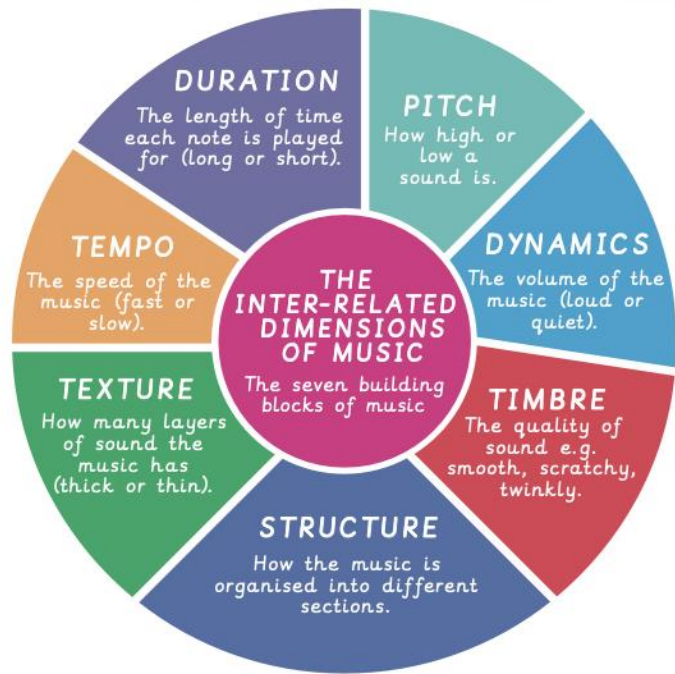 THE
INTER-RELATED
DIMENSIONS
OF MUSIC
The seven building
blocks of music
PITCH
How high or
low a
sound is.
DYNAMICS
The volume of the
music (loud or
quiet).
TIMBRE
The quality of
sound e.g.
smooth, scratchy,
twinkly.
STRUCTURE
How the music is
organised into different
sections.
TEXTURE
How many layers
of sound the
music has
(thick or thin).
TEMPO
The speed of the
music (fast or
slow).
DURATION
The length of time
each note is played
for (long or short).